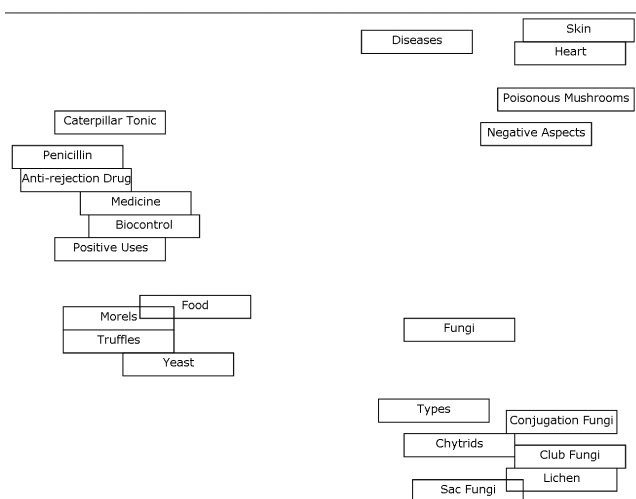 Skin
Diseases
Heart
Poisonous Mushrooms
Caterpillar Tonic
Negative Aspects
Penicillin
Anti-rejection Drug
Medicine
Biocontrol
Positive Uses
Food
Morels
Fungi
Truffles
Yeast
Types
Conjugation Fungi
Chytrids
Club Fungi
Lichen
Sac Fungi